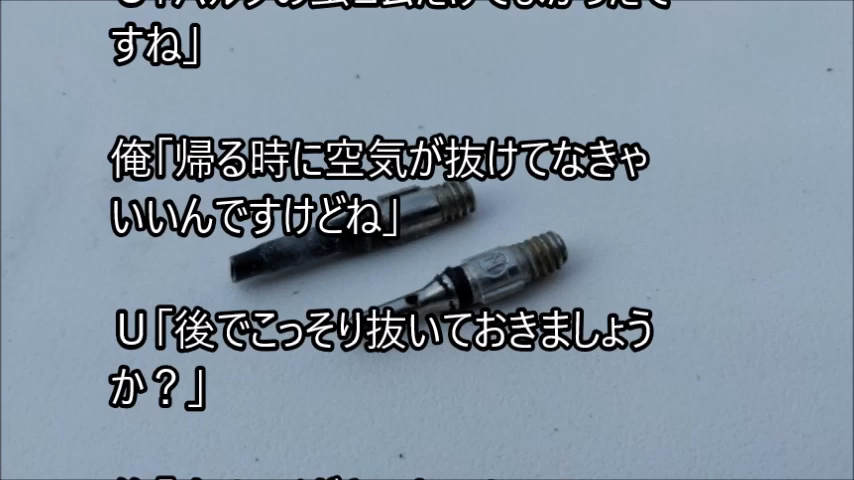 すね」
俺「帰る時に空気が抜けてなきゃ
いいんですけどね」
U「後でこっそり抜いておきましょう
か？」